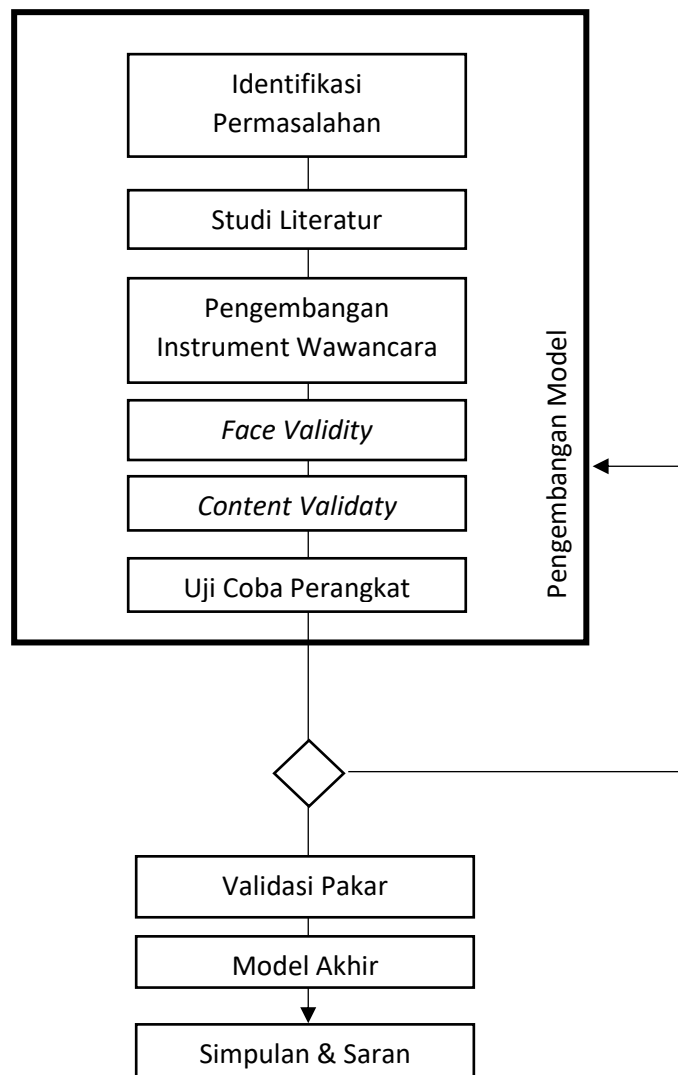 Identifikasi
Permasalahan
Studi Literatur
Pengembangan
Instrument Wawancara
Face Validity
Content Validaty
Uji Coba Perangkat
Pengembangan Model
Validasi Pakar
Model Akhir
Simpulan & Saran